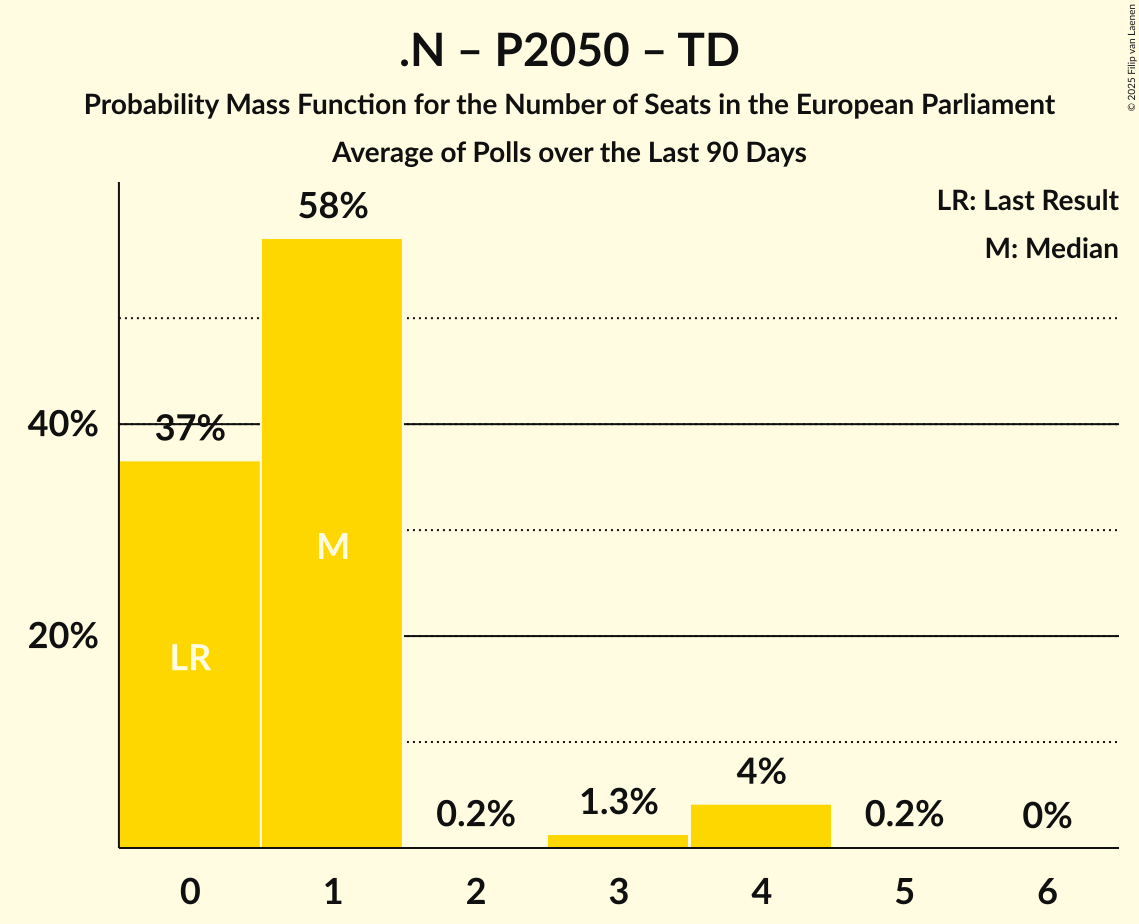 .N – P2050 – TD
Probability Mass Function for the Number of Seats in the European Parliament
Average of Polls over the Last 90 Days
© 2025 Filip van Laenen
LR: Last Result
M: Median
58%
40%
37%
M
20%
LR
0.2%
1.3%
4%
0.2%
0%
0 1 2 3 4 5 6